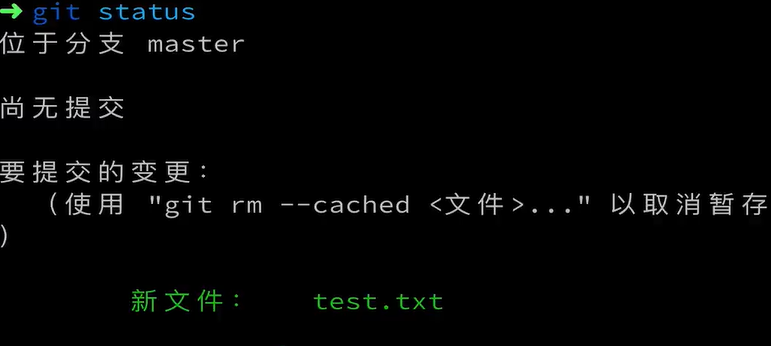 ➜ git status
位于分支 master
尚无提交
要提交的变更：
（使用 "git rm --cached <文件>..." 以取消暂存
）
新文件： test.txt